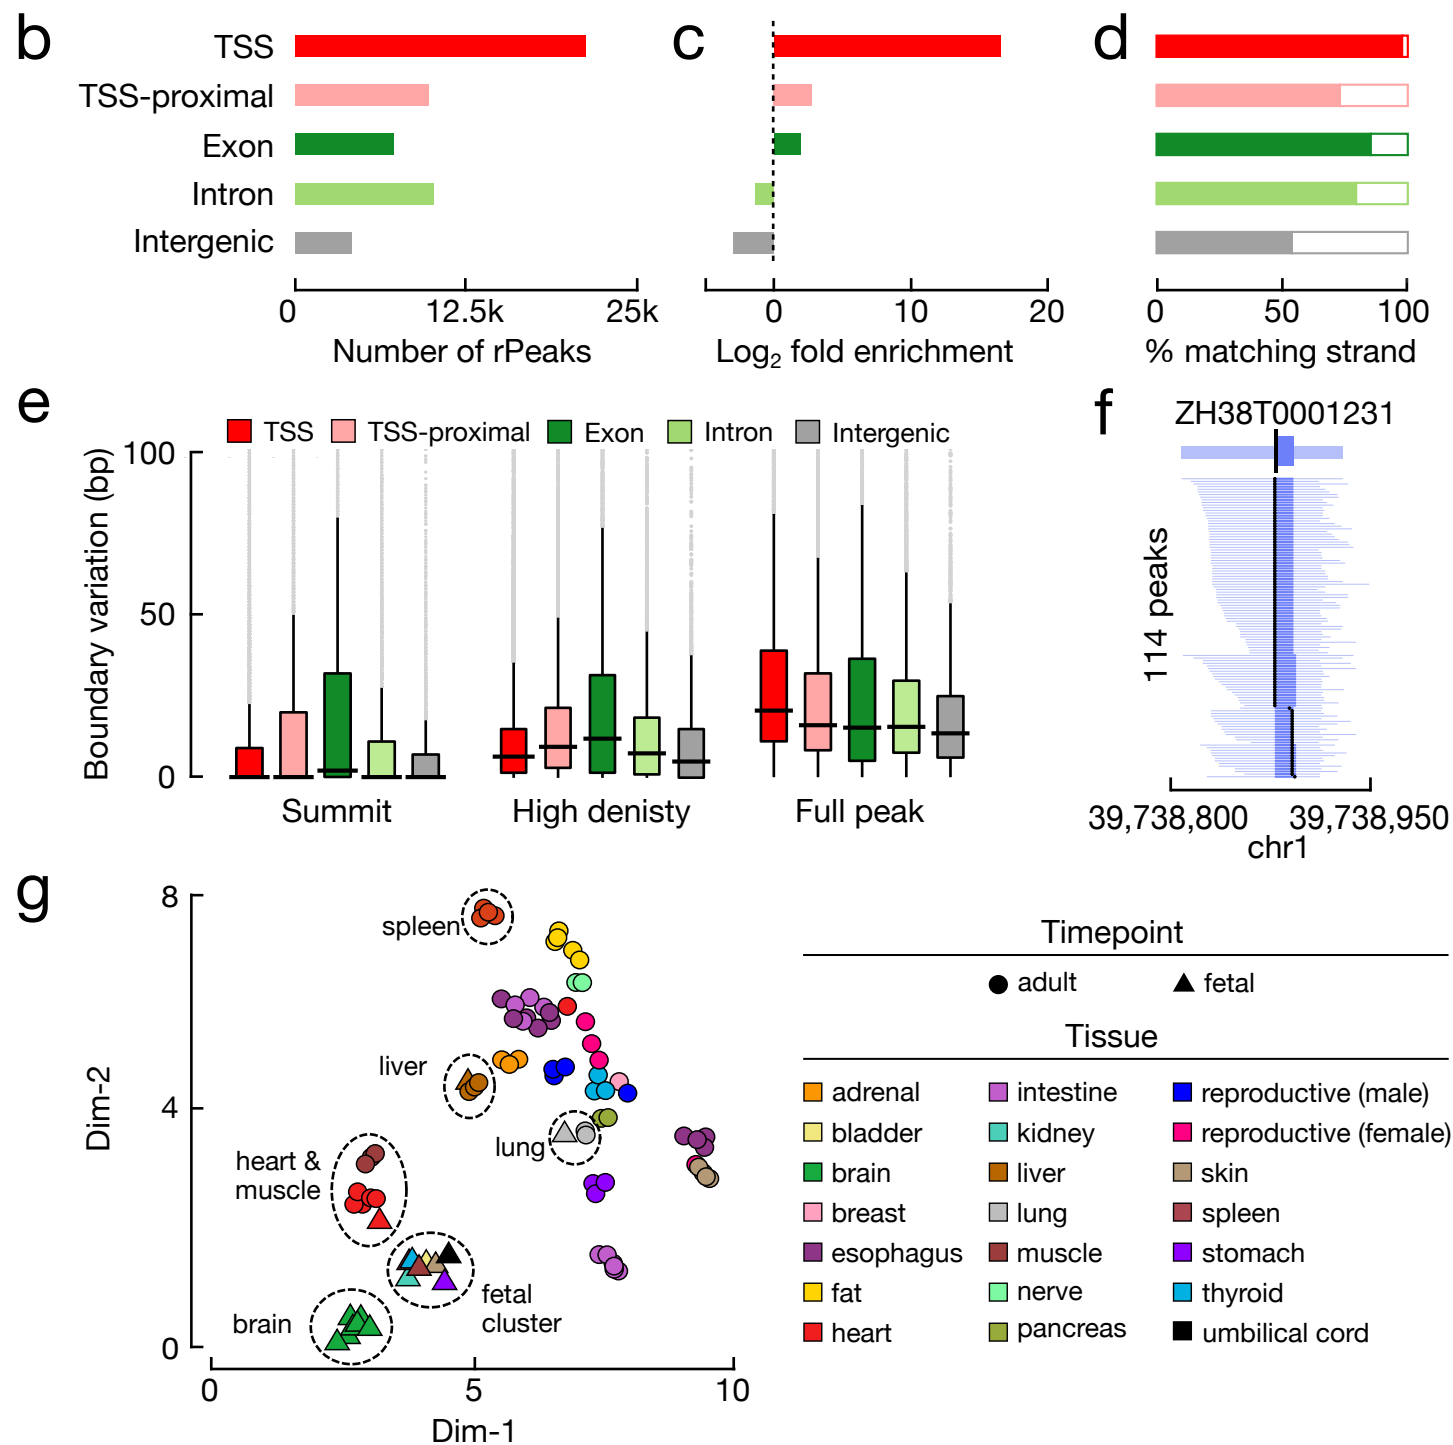 b
TSS
TSS-proximal
Exon
Intron
Intergenic
0 12.5k 25k
Number of rPeaks
c
0 10 20
Log₂ fold enrichment
d
0 50 100
% matching strand
e
TSS TSS-proximal Exon Intron Intergenic
Boundary variation (bp)
100
50
0
Summit High denisty Full peak
f
ZH38T0001231
114 peaks
39,738,800 39,738,950
chr1
g
Dim-2
8
4
0
spleen
liver
lung
heart &
muscle
fetal
cluster
brain
0 5 10
Dim-1
Timepoint
adult fetal
Tissue
adrenal intestine reproductive (male)
bladder kidney reproductive (female)
brain liver skin
breast lung spleen
esophagus muscle stomach
fat nerve thyroid
heart pancreas umbilical cord